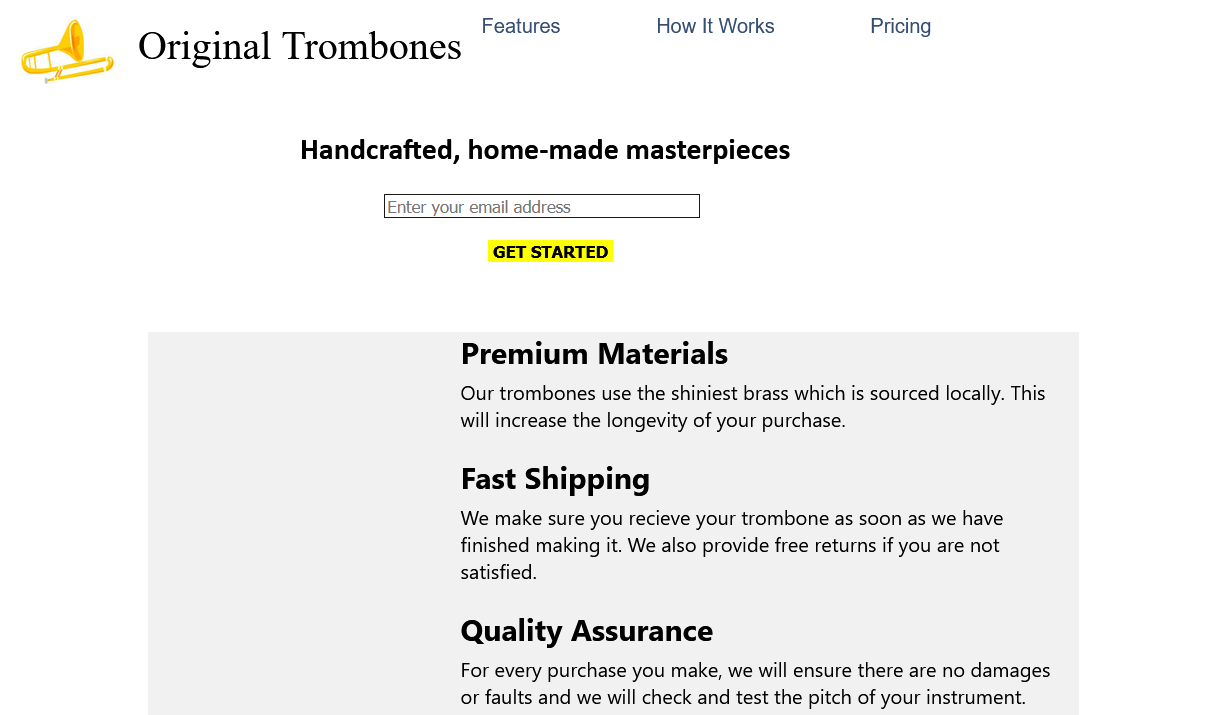 Original Trombones
Features
How It Works
Pricing
Handcrafted, home-made masterpieces
Enter your email address
GET STARTED
Premium Materials
Our trombones use the shiniest brass which is sourced locally. This
will increase the longevity of your purchase.
Fast Shipping
We make sure you recieve your trombone as soon as we have
finished making it. We also provide free returns if you are not
satisfied.
Quality Assurance
For every purchase you make, we will ensure there are no damages
or faults and we will check and test the pitch of your instrument.